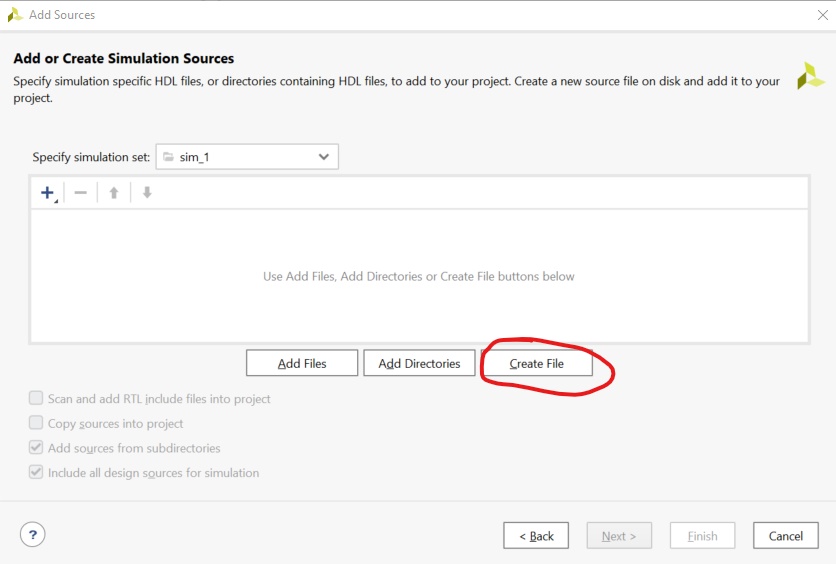 Add Sources
Add or Create Simulation Sources
Specify simulation specific HDL files, or directories containing HDL files, to add to your project. Create a new source file on disk and add it to your
project.
Specify simulation set: sim_1
Use Add Files, Add Directories or Create File buttons below
Add Files Add Directories Create File
Scan and add RTL include files into project
Copy sources into project
Add sources from subdirectories
Include all design sources for simulation
? < Back Next > Finish Cancel